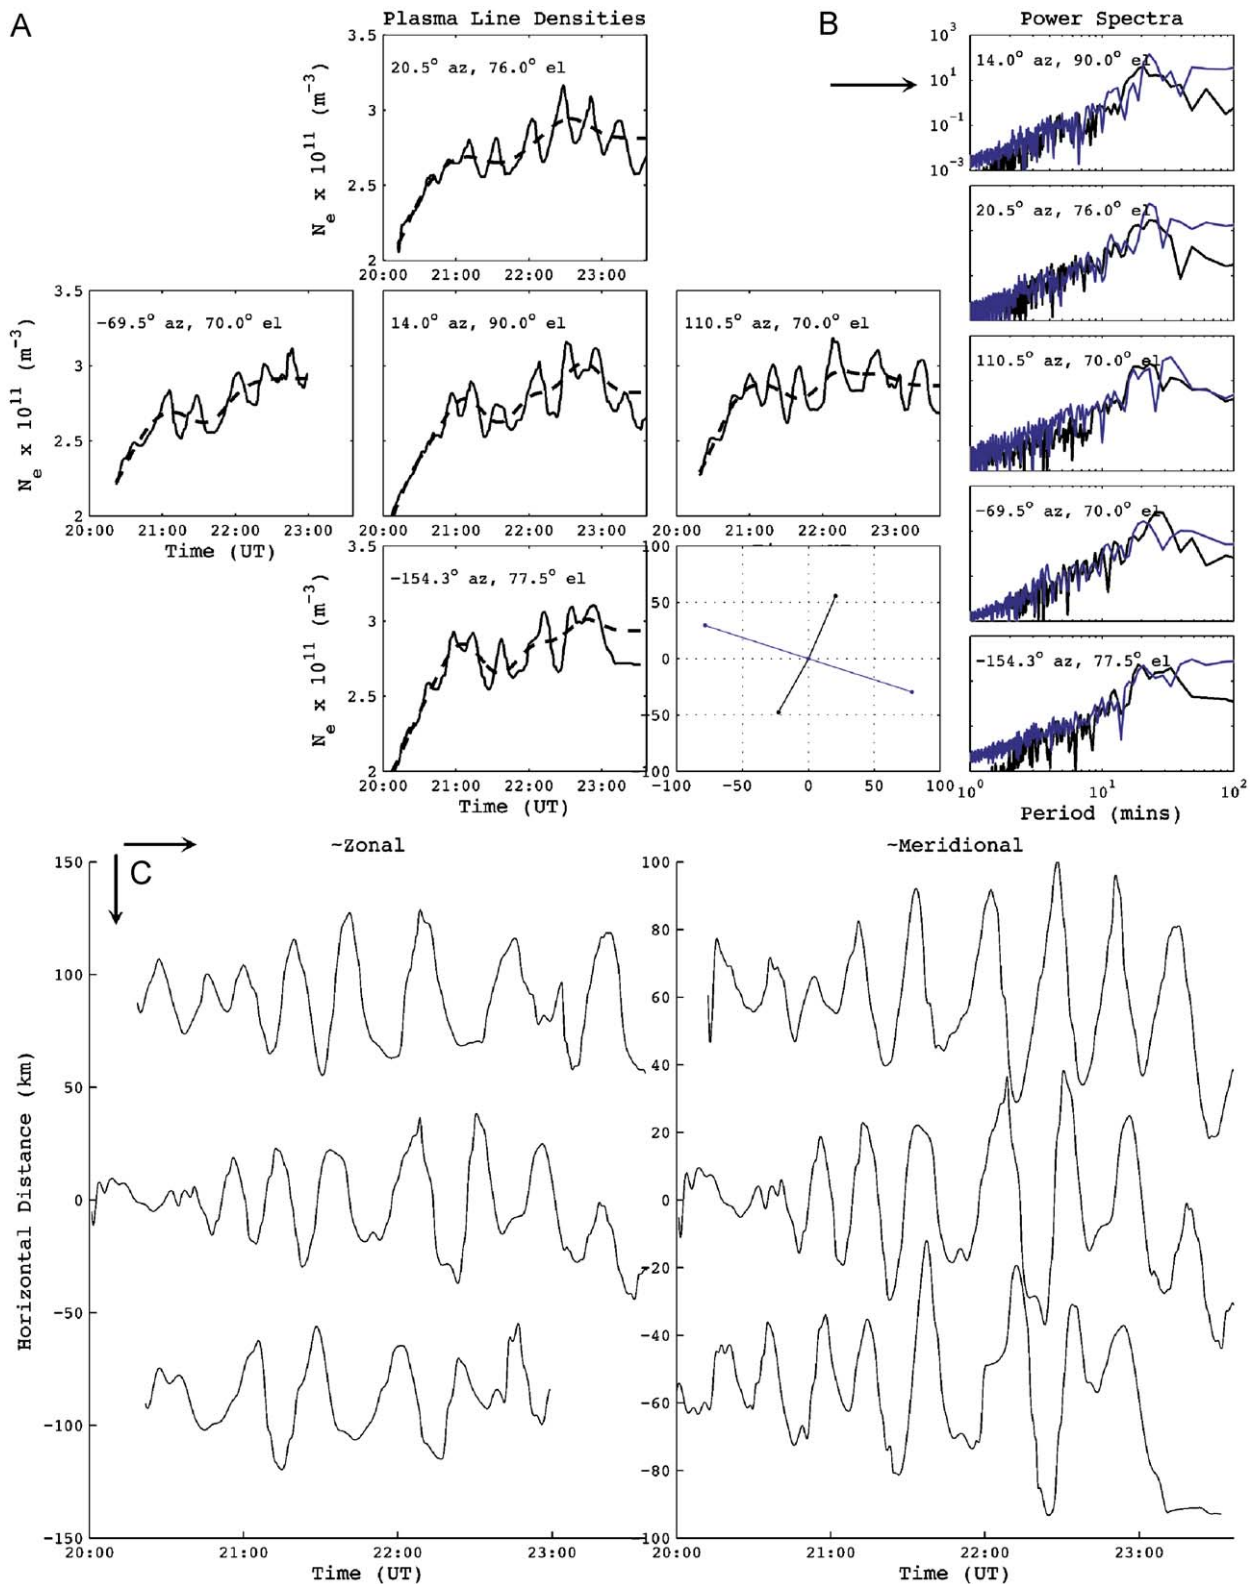 A
Plasma Line Densities
B
Power Spectra
3.5
3
2.5
2
N_e x 10^11 (m^-3)
20.5° az, 76.0° el
20:00 21:00 22:00 23:00
10^3
10^1
10^-1
10^-3
14.0° az, 90.0° el
20.5° az, 76.0° el
3.5
3
2.5
2
N_e x 10^11 (m^-3)
-69.5° az, 70.0° el
20:00 21:00 22:00 23:00
Time (UT)
14.0° az, 90.0° el
20:00 21:00 22:00 23:00
110.5° az, 70.0° el
20:00 21:00 22:00 23:00
110.5° az, 70.0° el
-69.5° az, 70.0° el
3.5
3
2.5
2
N_e x 10^11 (m^-3)
-154.3° az, 77.5° el
20:00 21:00 22:00 23:00
Time (UT)
100
50
0
-50
-100
-100 -50 0 50 100
-154.3° az, 77.5° el
10^0 10^1 10^2
Period (mins)
C
~Zonal
150
100
50
0
-50
-100
-150
Horizontal Distance (km)
20:00 21:00 22:00 23:00
Time (UT)
~Meridional
100
80
60
40
20
0
-20
-40
-60
-80
-100
20:00 21:00 22:00 23:00
Time (UT)